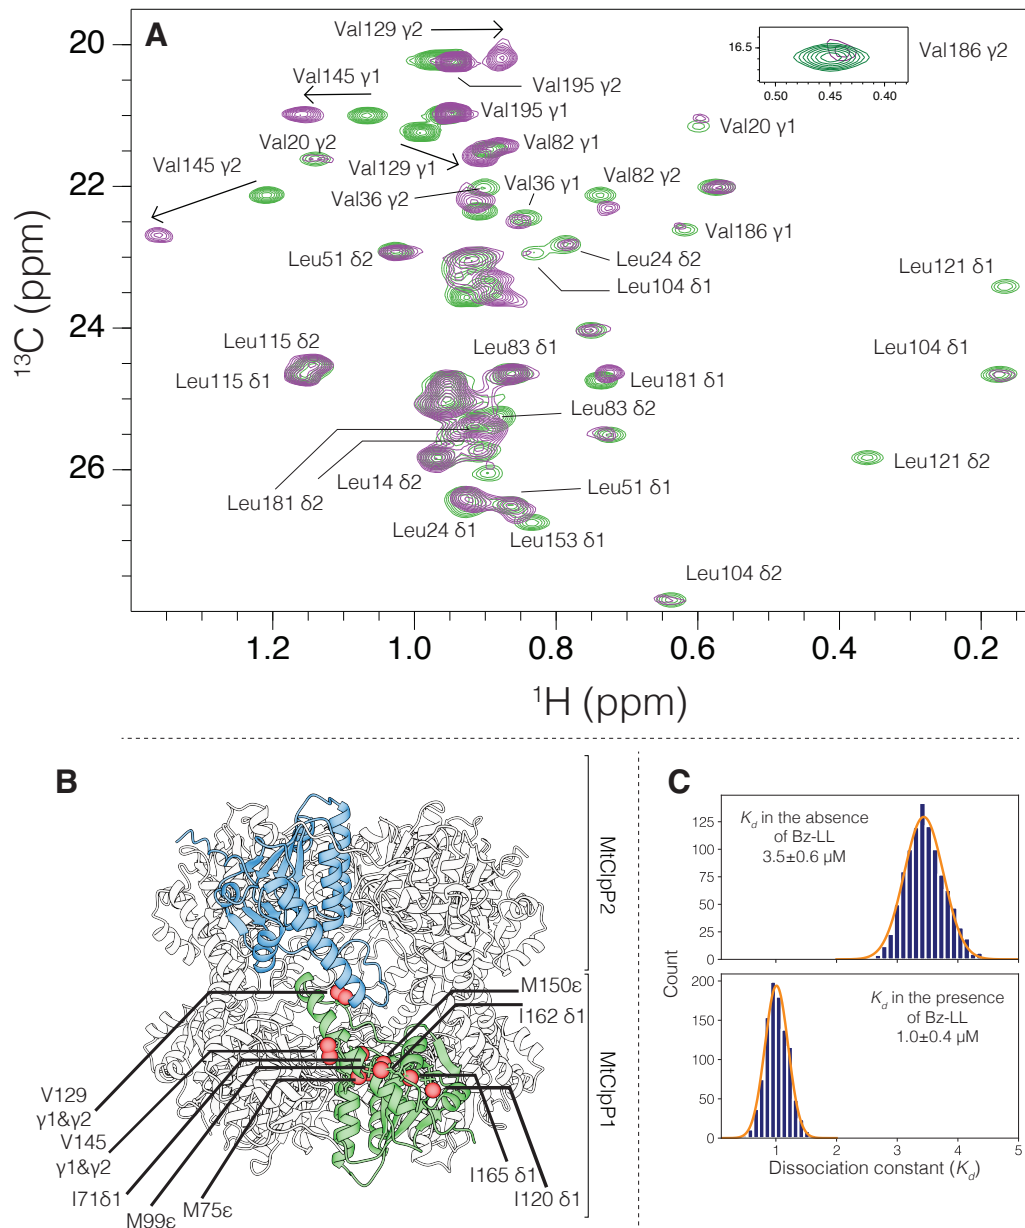 A
Val129 γ2
16.5
0.50
0.45
0.40
Val186 γ2
Val145 γ1
Val195 γ2
Val195 γ1
Val20 γ1
Val20 γ2
Val82 γ1
Val145 γ2
Val129 γ1
Val36 γ2
Val36 γ1
Val82 γ2
Val186 γ1
Leu51 δ2
Leu24 δ2
Leu104 δ1
Leu121 δ1
Leu115 δ2
Leu83 δ1
Leu104 δ1
Leu115 δ1
Leu181 δ1
Leu83 δ2
Leu121 δ2
Leu181 δ2
Leu14 δ2
Leu51 δ1
Leu24 δ1
Leu153 δ1
Leu104 δ2
20
22
24
26
13C (ppm)
1.2
1.0
0.8
0.6
0.4
0.2
1H (ppm)
B
MtClpP2
MtClpP1
M150ε
I162 δ1
V129
γ1&γ2
V145
γ1&γ2
I71δ1
M99ε
M75ε
I165 δ1
I120 δ1
C
Kd in the absence
of Bz-LL
3.5±0.6 µM
125
100
75
50
25
0
Count
Kd in the presence
of Bz-LL
1.0±0.4 µM
200
150
100
50
0
1
2
3
4
5
Dissociation constant (Kd)